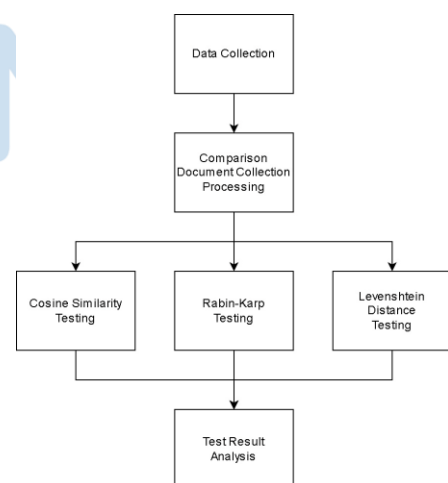 Data Collection
Comparison
Document Collection
Processing
Cosine Similarity
Testing
Rabin-Karp
Testing
Levenshtein
Distance
Testing
Test Result
Analysis